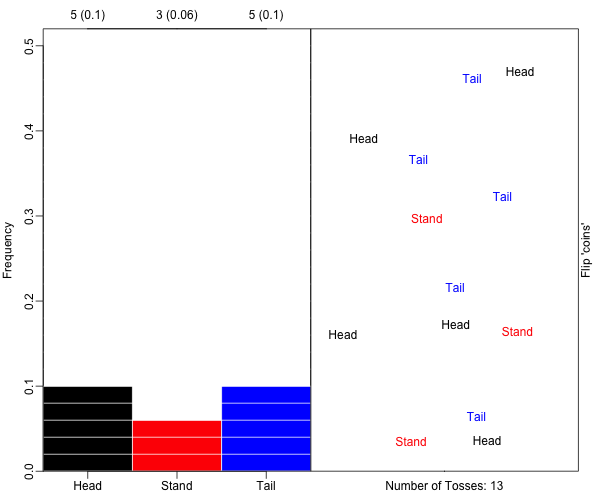 5 (0.1) 3 (0.06) 5 (0.1)
Frequency
0.5
0.4
0.3
0.2
0.1
0.0
Head Stand Tail
Tail Head
Head
Tail
Tail
Stand
Tail
Head
Stand
Head
Tail
Stand Head
Number of Tosses: 13
Flip 'coins'